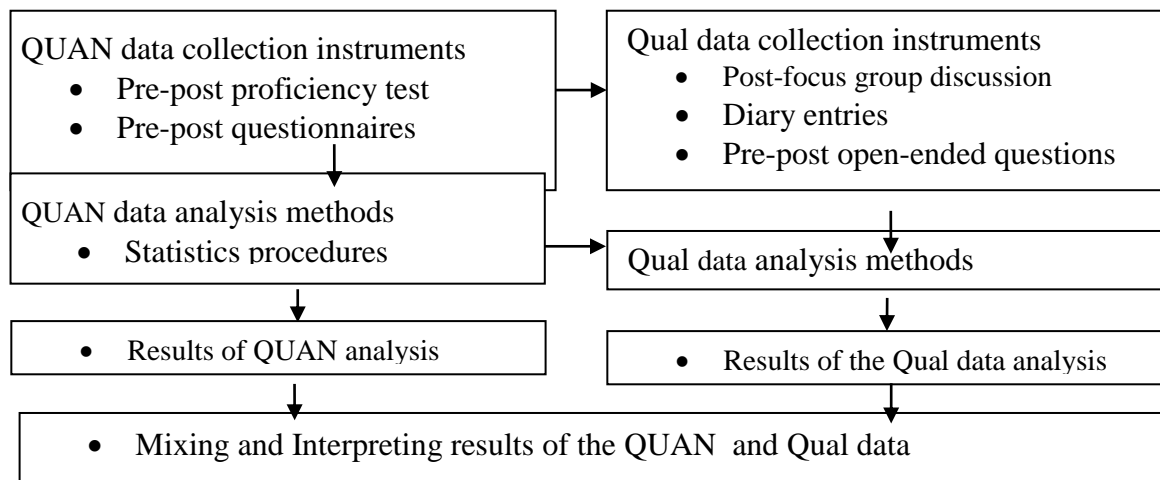 QUAN data collection instruments
• Pre-post proficiency test
• Pre-post questionnaires
Qual data collection instruments
• Post-focus group discussion
• Diary entries
• Pre-post open-ended questions
QUAN data analysis methods
• Statistics procedures
Qual data analysis methods
• Results of QUAN analysis
• Results of the Qual data analysis
• Mixing and Interpreting results of the QUAN and Qual data